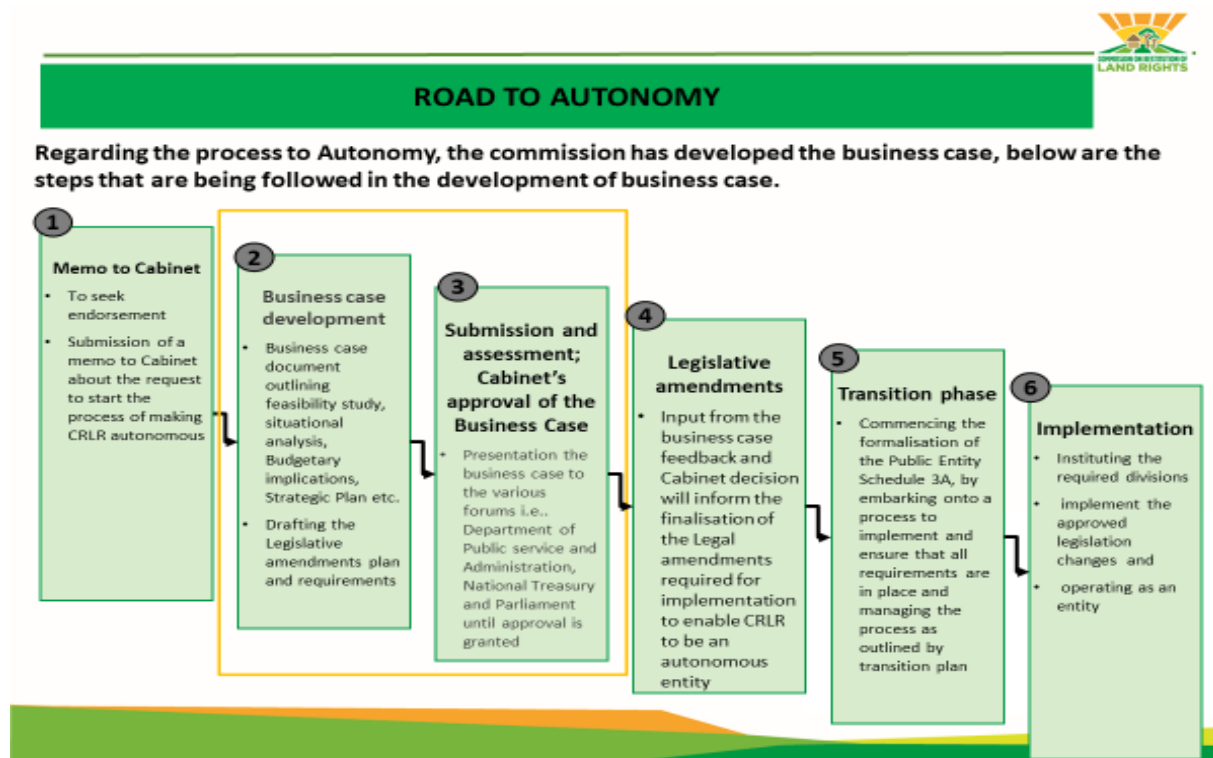 COMMISSION ON RESTITUTION OF
LAND RIGHTS
ROAD TO AUTONOMY
Regarding the process to Autonomy, the commission has developed the business case, below are the
steps that are being followed in the development of business case.
1
Memo to Cabinet
• To seek
endorsement
• Submission of a
memo to Cabinet
about the request
to start the
process of making
CRLR autonomous
2
Business case
development
• Business case
document
outlining
feasibility study,
situational
analysis,
Budgetary
implications,
Strategic Plan etc.
• Drafting the
Legislative
amendments plan
and requirements
3
Submission and
assessment;
Cabinet's
approval of the
Business Case
• Presentation the
business case to
the various
forums i.e..
Department of
Public service and
Administration,
National Treasury
and Parliament
until approval is
granted
4
Legislative
amendments
• Input from the
business case
feedback and
Cabinet decision
will inform the
finalisation of
the Legal
amendments
required for
implementation
to enable CRLR
to be an
autonomous
entity
5
Transition phase
• Commencing the
formalisation of
the Public Entity
Schedule 3A, by
embarking onto a
process to
implement and
ensure that all
requirements are
in place and
managing the
process as
outlined by
transition plan
6
Implementation
• Instituting the
required divisions
• implement the
approved
legislation
changes and
• operating as an
entity